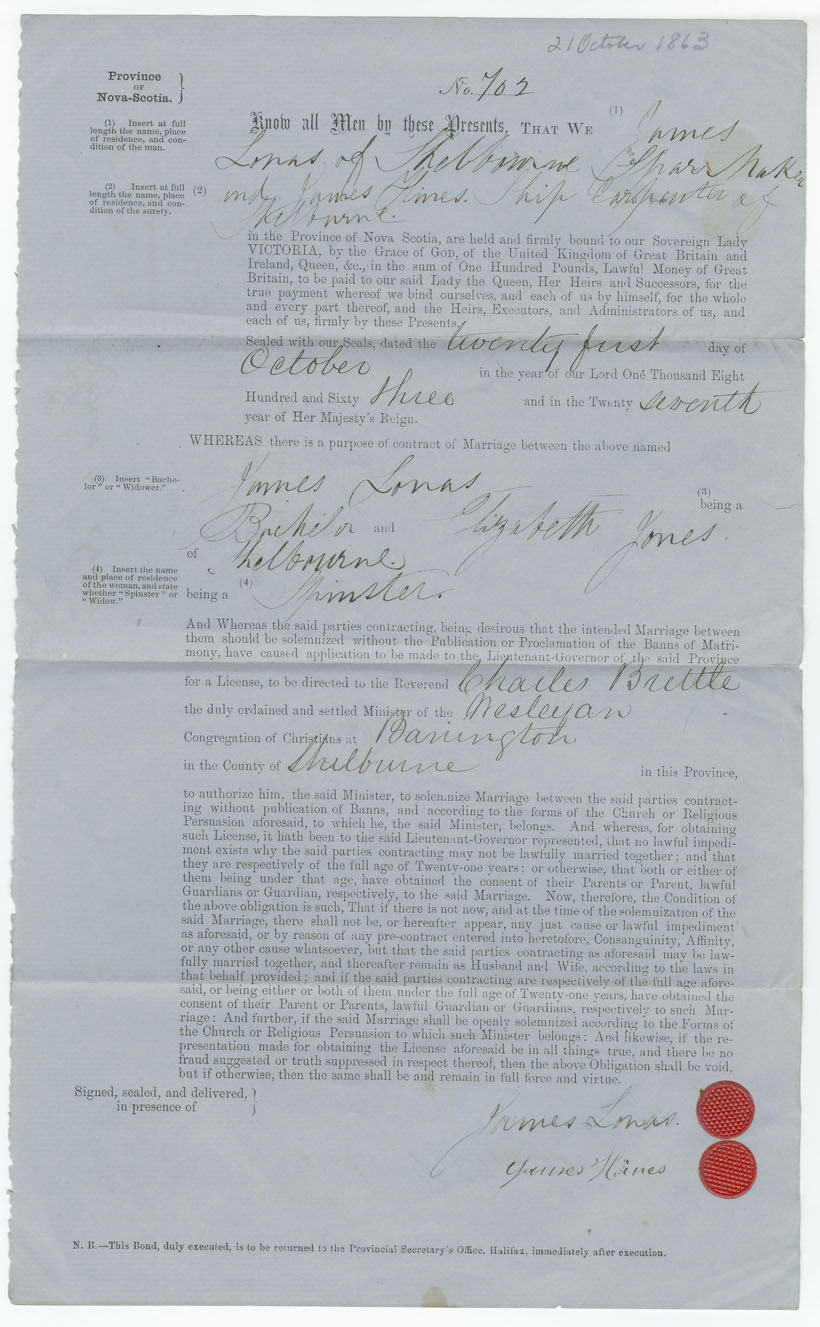 21 October 1863
Province
OF
Nova-Scotia.
No. 702
(1) Insert at full
length the name, place
of residence, and con-
dition of the man.
Know all Men by these Presents, THAT WE (1) James
Lonas of Shelbourne Sparr Maker
(2) Insert at full
length the name, place
of residence, and con-
dition of the surety.
(2) and James Hines. Ship Carpenter of
Shelbourne.
in the Province of Nova Scotia, are held and firmly bound to our Sovereign Lady
VICTORIA, by the Grace of GOD, of the United Kingdom of Great Britain and
Ireland, Queen, &c., in the sum of One Hundred Pounds, Lawful Money of Great
Britain, to be paid to our said Lady the Queen, Her Heirs and Successors, for the
true payment whereof we bind ourselves, and each of us by himself, for the whole
and every part thereof, and the Heirs, Executors, and Administrators of us, and
each of us, firmly by these Presents.
Sealed with our Seals, dated the twenty first day of
October in the year of our Lord One Thousand Eight
Hundred and Sixty three and in the Twenty seventh
year of Her Majesty's Reign.
WHEREAS there is a purpose of contract of Marriage between the above named
(3) Insert "Bache-
lor" or "Widower."
James Lonas (3) being a
Bachelor and Elizabeth Jones.
of Shelbourne
(4) Insert the name
and place of residence
of the woman, and state
whether "Spinster" or
"Widow."
being a (4) Spinster.
And Whereas the said parties contracting, being desirous that the intended Marriage between
them should be solemnized without the Publication or Proclamation of the Banns of Matri-
mony, have caused application to be made to the Lieutenant-Governor of the said Province
for a License, to be directed to the Reverend Charles Brettle
the duly ordained and settled Minister of the Wesleyan
Congregation of Christians at Barrington
in the County of Shelburne in this Province,
to authorize him, the said Minister, to solemnize Marriage between the said parties contract-
ing without publication of Banns, and according to the forms of the Church or Religious
Persuasion aforesaid, to which he, the said Minister, belongs. And whereas, for obtaining
such License, it hath been to the said Lieutenant-Governor represented, that no lawful impedi-
ment exists why the said parties contracting may not be lawfully married together; and that
they are respectively of the full age of Twenty-one years; or otherwise, that both or either of
them being under that age, have obtained the consent of their Parents or Parent, lawful
Guardians or Guardian, respectively, to the said Marriage. Now, therefore, the Condition of
the above obligation is such, That if there is not now, and at the time of the solemnization of the
said Marriage, there shall not be, or hereafter appear, any just cause or lawful impediment
as aforesaid, or by reason of any pre-contract entered into heretofore, Consanguinity, Affinity,
or any other cause whatsoever, but that the said parties contracting as aforesaid may be law-
fully married together, and thereafter remain as Husband and Wife, according to the laws in
that behalf provided; and if the said parties contracting are respectively of the full age afore-
said, or being either or both of them under the full age of Twenty-one years, have obtained the
consent of their Parent or Parents, lawful Guardian or Guardians, respectively to such Mar-
riage: And further, if the said Marriage shall be openly solemnized according to the Forms of
the Church or Religious Persuasion to which such Minister belongs: And likewise, if the re-
presentation made for obtaining the License aforesaid be in all things true, and there be no
fraud suggested or truth suppressed in respect thereof, then the above Obligation shall be void,
but if otherwise, then the same shall be and remain in full force and virtue.
Signed, sealed, and delivered,
in presence of
James Lonas.
James Hines
N. B.—This Bond, duly executed, is to be returned to the Provincial Secretary's Office, Halifax, immediately after execution.